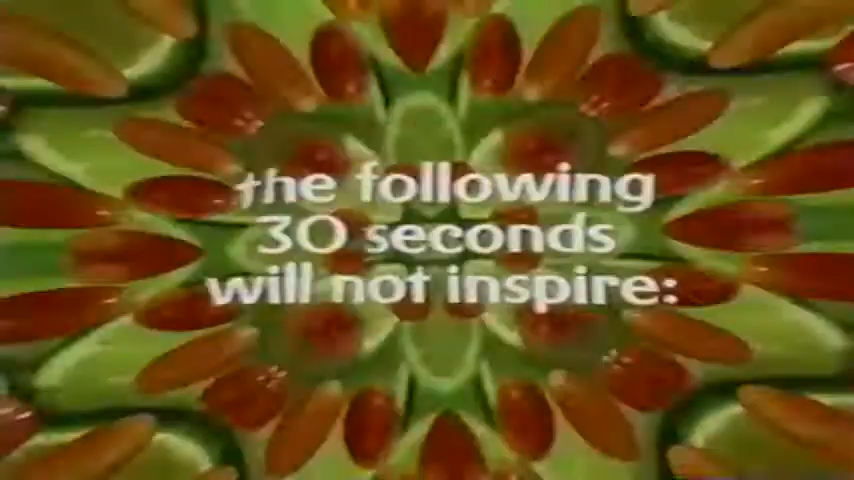 the following
30 seconds
will not inspire: